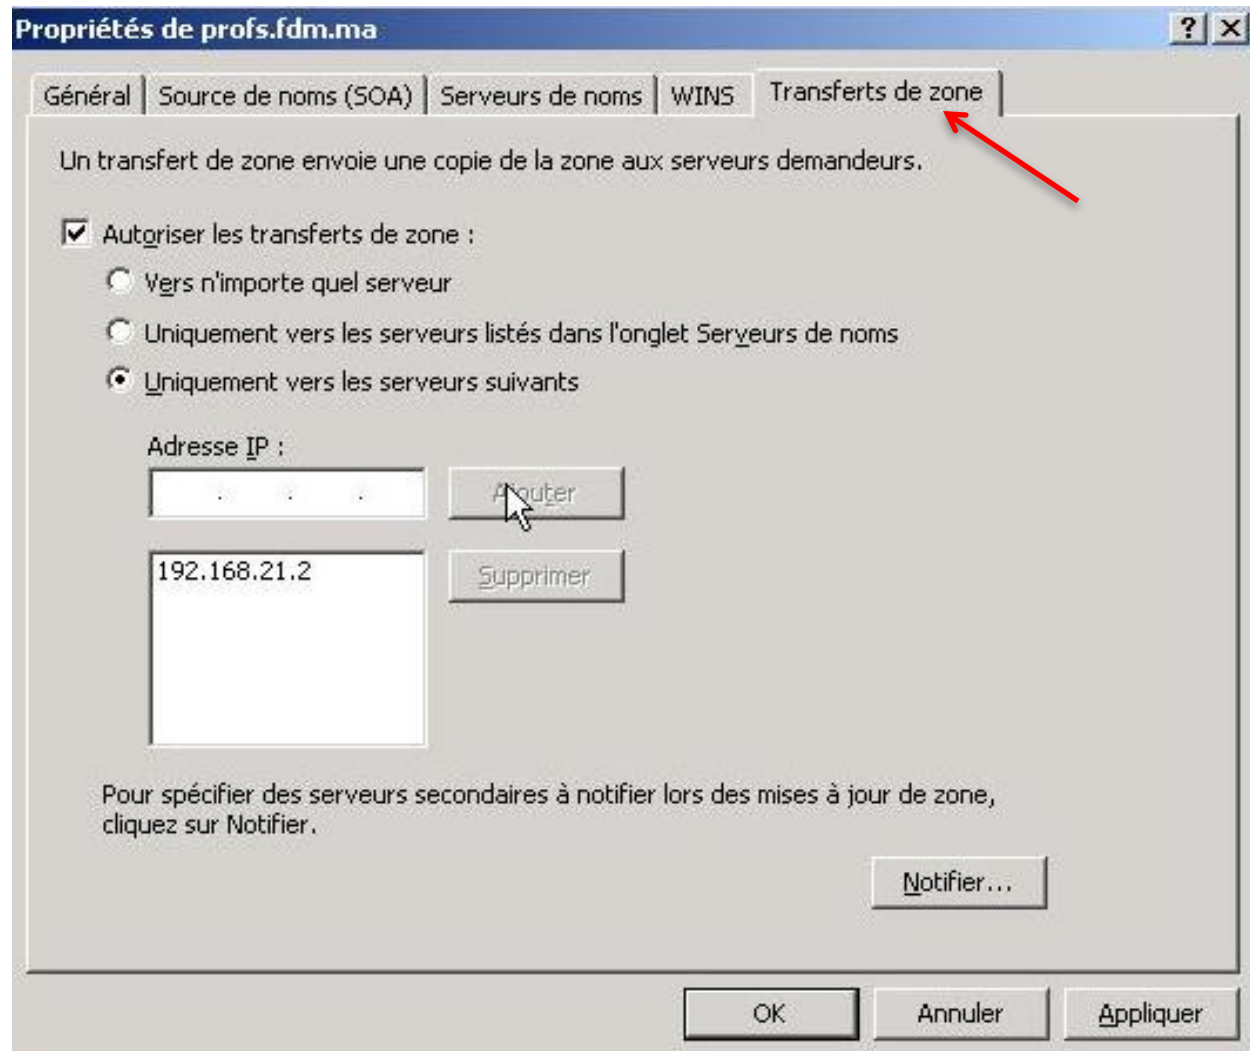 Propriétés de profs.fdm.ma
Général
Source de noms (SOA)
Serveurs de noms
WINS
Transferts de zone
Un transfert de zone envoie une copie de la zone aux serveurs demandeurs.
Autoriser les transferts de zone :
Vers n'importe quel serveur
Uniquement vers les serveurs listés dans l'onglet Serveurs de noms
Uniquement vers les serveurs suivants
Adresse IP :
Ajouter
192.168.21.2
Supprimer
Pour spécifier des serveurs secondaires à notifier lors des mises à jour de zone,
cliquez sur Notifier.
Notifier...
OK
Annuler
Appliquer